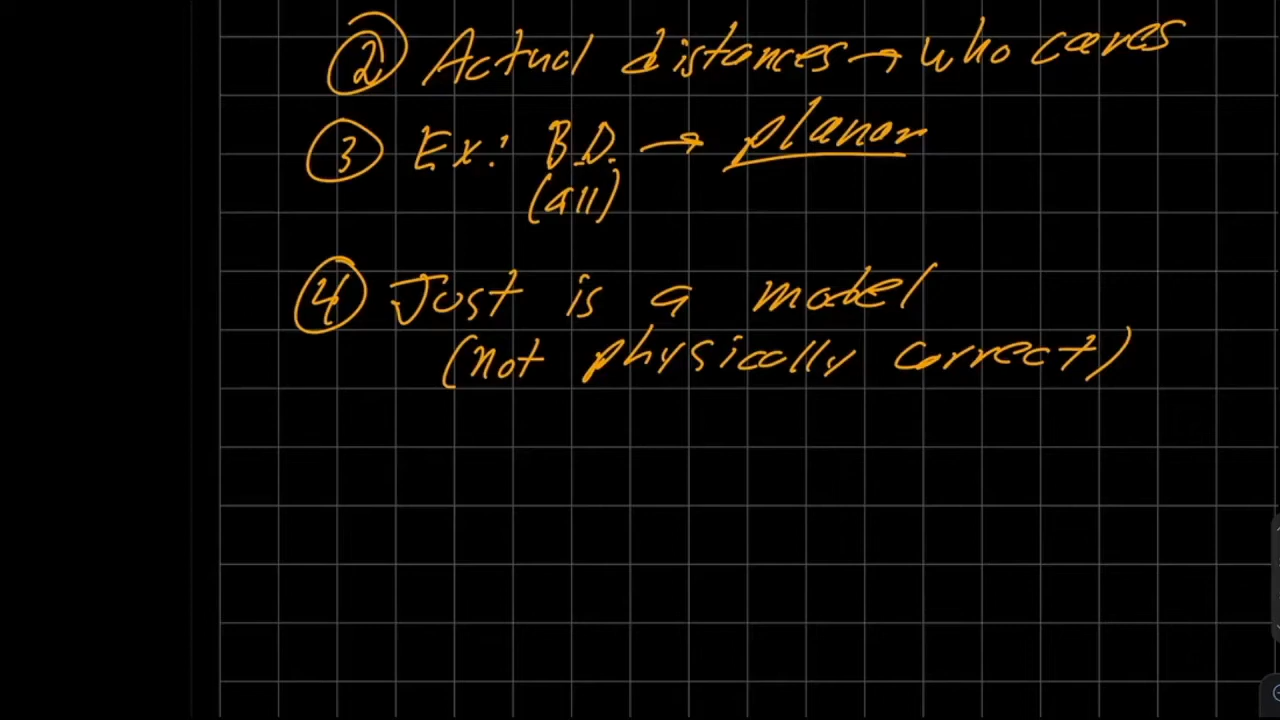 ② Actual distances → who cares
③ Ex: B.D. → planar
(all)
④ Just is a model
(not physically correct)